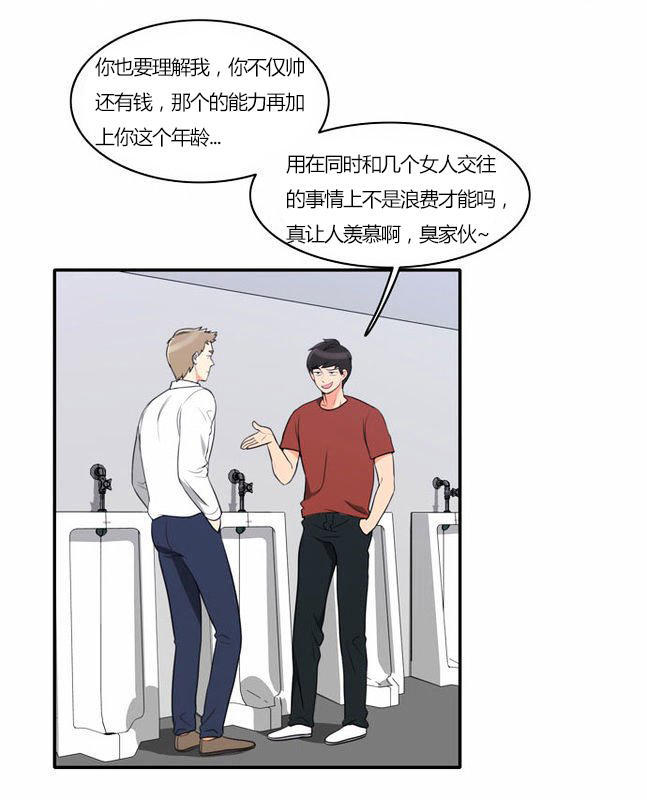 你也要理解我，你不仅帅
还有钱，那个的能力再加
上你这个年龄...
用在同时和几个女人交往
的事情上不是浪费才能吗，
真让人羡慕啊，臭家伙~